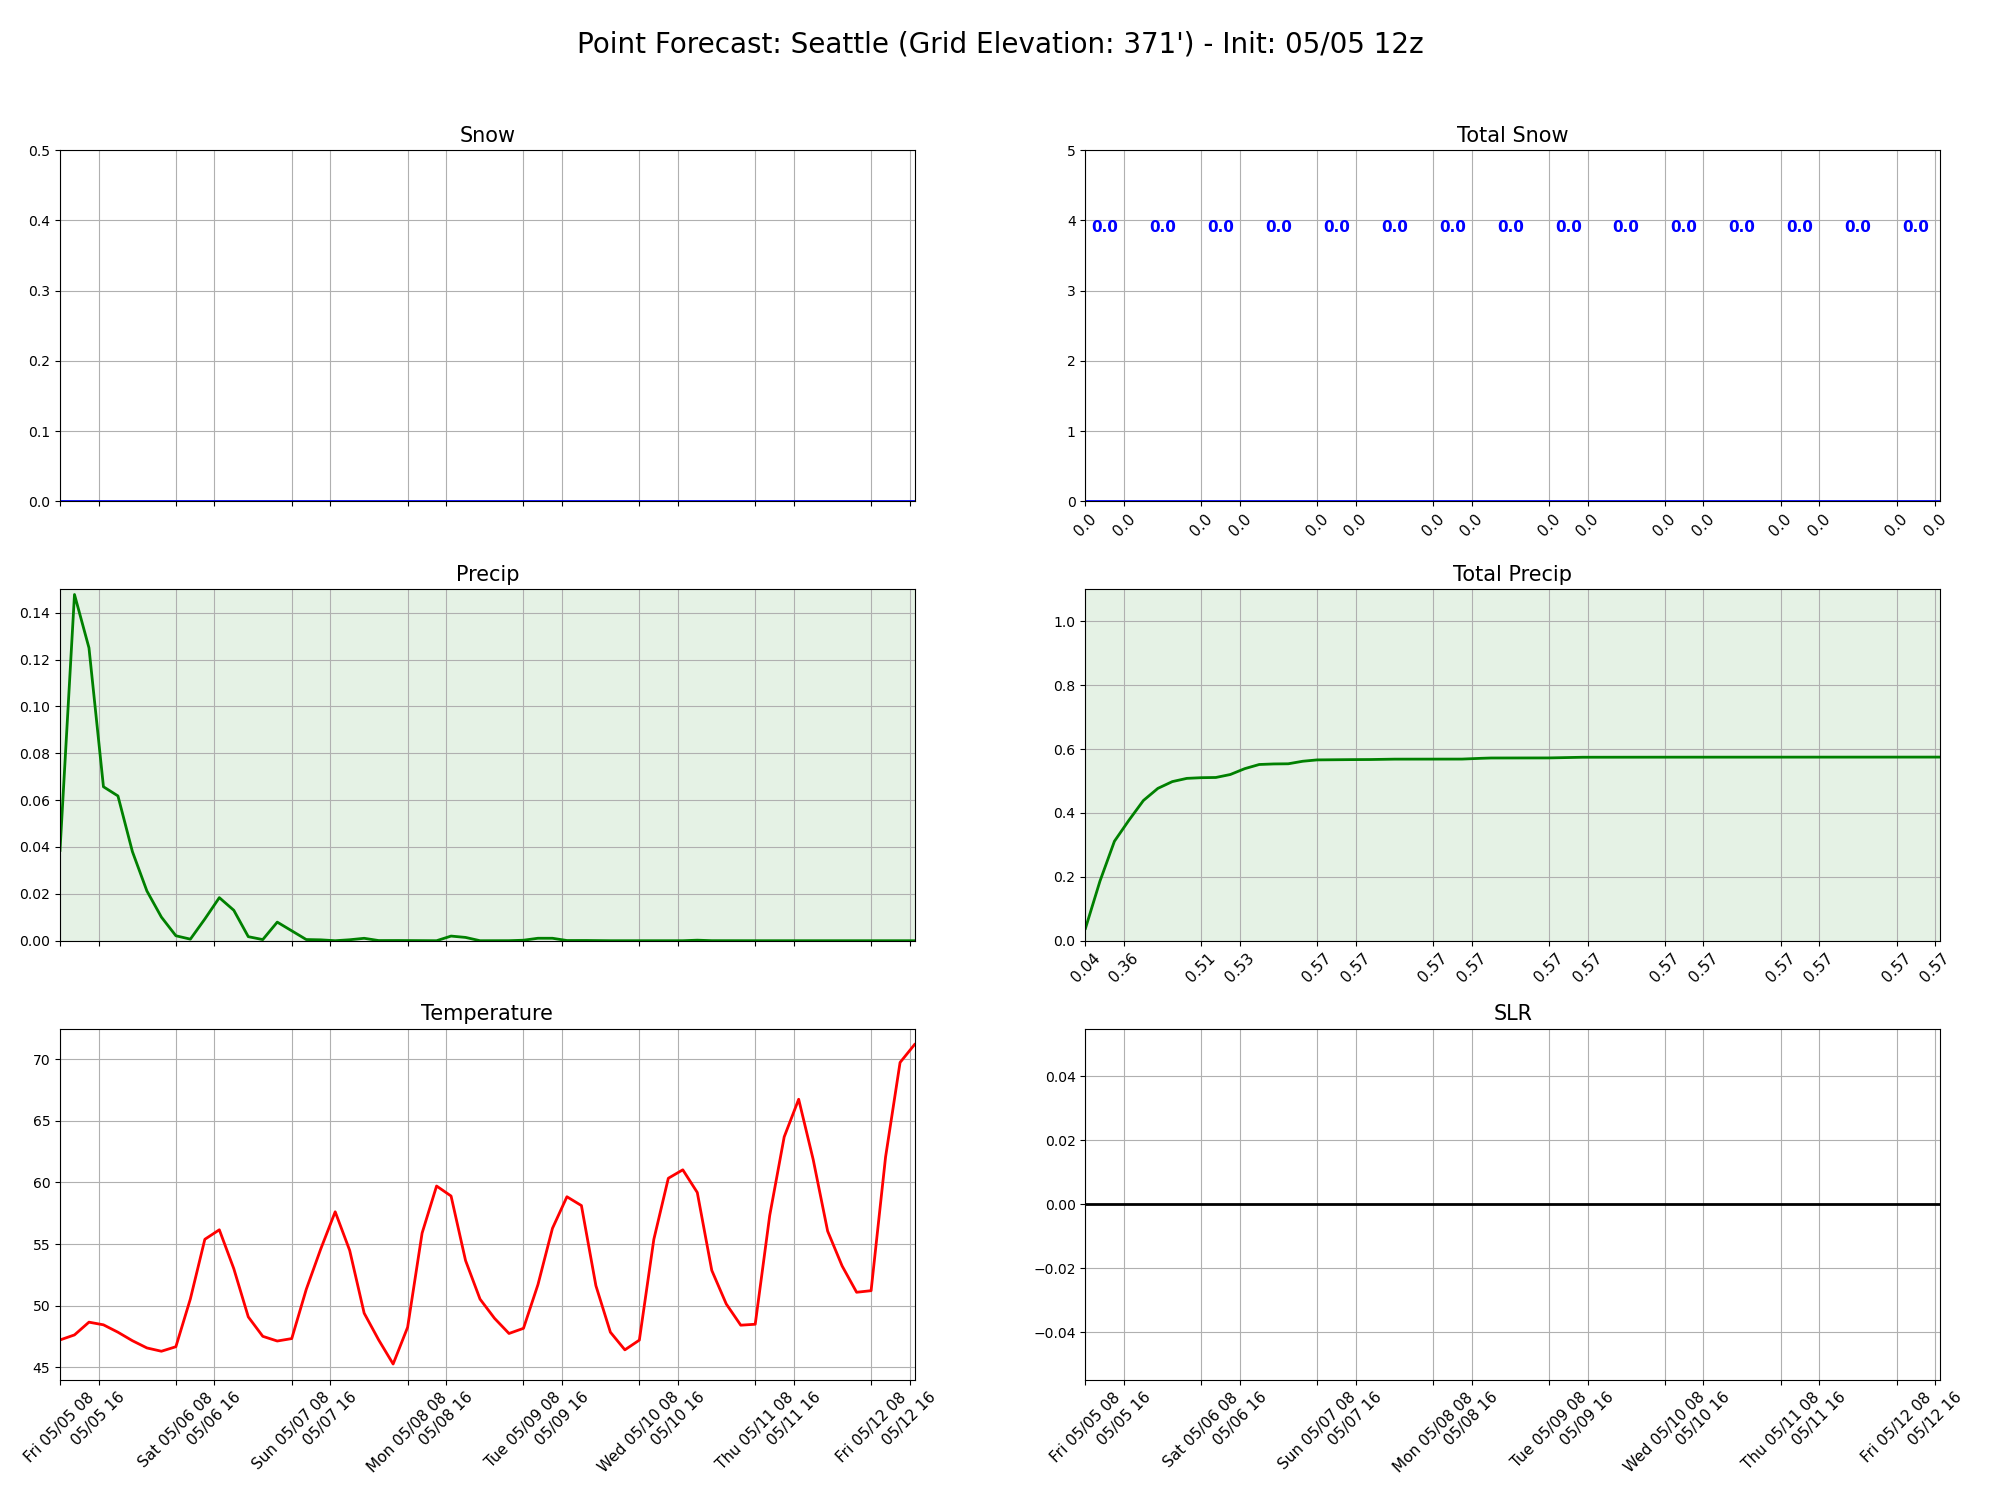 Point Forecast: Seattle (Grid Elevation: 371') - Init: 05/05 12z
Snow
0.5
0.4
0.3
0.2
0.1
0.0
Total Snow
5
4
3
2
1
0
0.0 0.0 0.0 0.0 0.0 0.0 0.0 0.0 0.0 0.0 0.0 0.0 0.0 0.0 0.0
0.0 0.0 0.0 0.0 0.0 0.0 0.0 0.0 0.0 0.0 0.0 0.0 0.0 0.0 0.0 0.0
Precip
0.14
0.12
0.10
0.08
0.06
0.04
0.02
0.00
Total Precip
1.0
0.8
0.6
0.4
0.2
0.0
0.04 0.36 0.51 0.53 0.57 0.57 0.57 0.57 0.57 0.57 0.57 0.57 0.57 0.57 0.57 0.57
Temperature
70
65
60
55
50
45
Fri 05/05 08
05/05 16
Sat 05/06 08
05/06 16
Sun 05/07 08
05/07 16
Mon 05/08 08
05/08 16
Tue 05/09 08
05/09 16
Wed 05/10 08
05/10 16
Thu 05/11 08
05/11 16
Fri 05/12 08
05/12 16
SLR
0.04
0.02
0.00
−0.02
−0.04
Fri 05/05 08
05/05 16
Sat 05/06 08
05/06 16
Sun 05/07 08
05/07 16
Mon 05/08 08
05/08 16
Tue 05/09 08
05/09 16
Wed 05/10 08
05/10 16
Thu 05/11 08
05/11 16
Fri 05/12 08
05/12 16